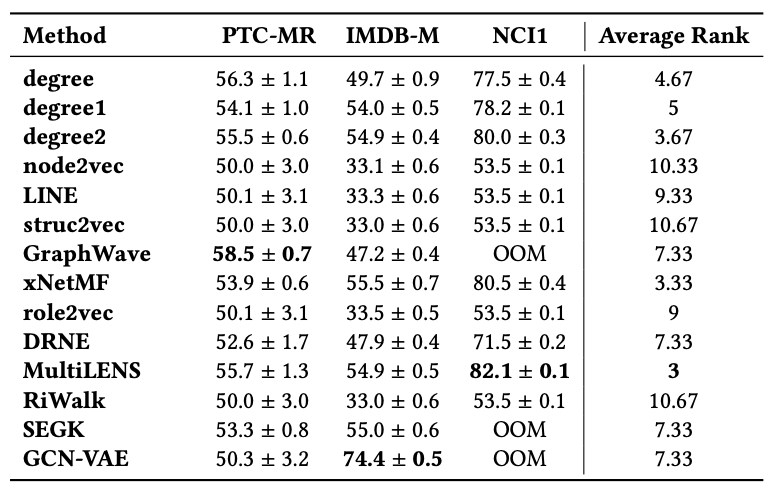 Method PTC-MR IMDB-M NCI1 Average Rank
degree 56.3 ± 1.1 49.7 ± 0.9 77.5 ± 0.4 4.67
degree1 54.1 ± 1.0 54.0 ± 0.5 78.2 ± 0.1 5
degree2 55.5 ± 0.6 54.9 ± 0.4 80.0 ± 0.3 3.67
node2vec 50.0 ± 3.0 33.1 ± 0.6 53.5 ± 0.1 10.33
LINE 50.1 ± 3.1 33.3 ± 0.6 53.5 ± 0.1 9.33
struc2vec 50.0 ± 3.0 33.0 ± 0.6 53.5 ± 0.1 10.67
GraphWave 58.5 ± 0.7 47.2 ± 0.4 OOM 7.33
xNetMF 53.9 ± 0.6 55.5 ± 0.7 80.5 ± 0.4 3.33
role2vec 50.1 ± 3.1 33.5 ± 0.5 53.5 ± 0.1 9
DRNE 52.6 ± 1.7 47.9 ± 0.4 71.5 ± 0.2 7.33
MultiLENS 55.7 ± 1.3 54.9 ± 0.5 82.1 ± 0.1 3
RiWalk 50.0 ± 3.0 33.0 ± 0.6 53.5 ± 0.1 10.67
SEGK 53.3 ± 0.8 55.0 ± 0.6 OOM 7.33
GCN-VAE 50.3 ± 3.2 74.4 ± 0.5 OOM 7.33